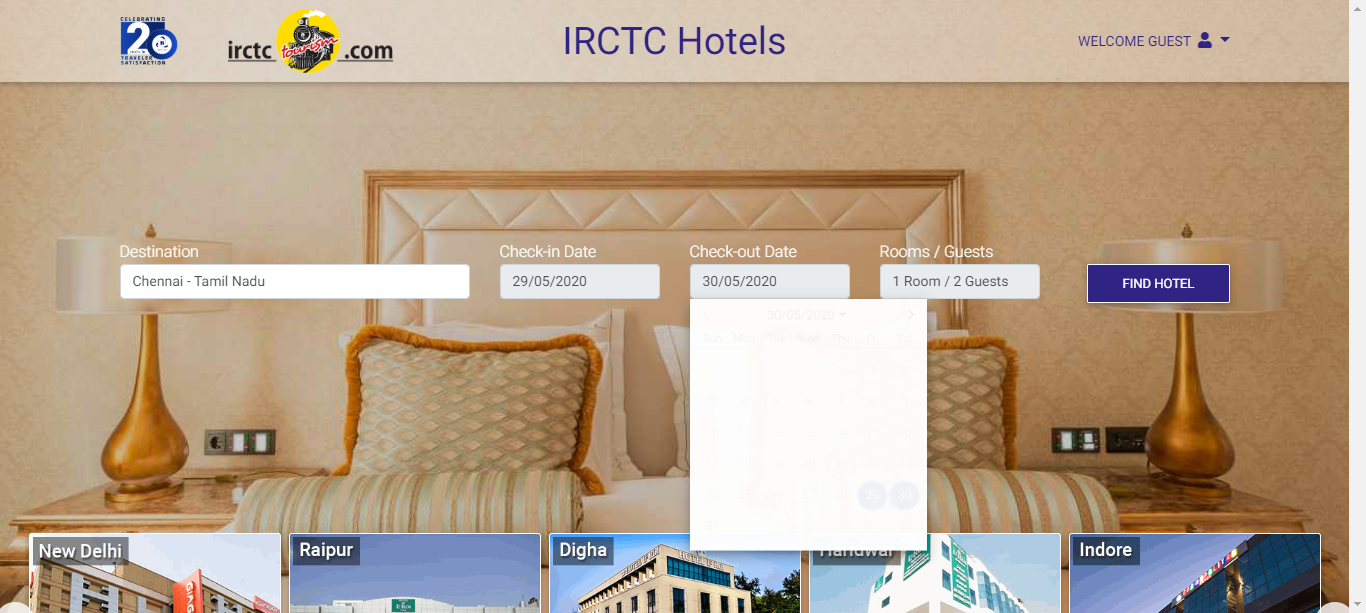 CELEBRATING
20
TRAVELER
SATISFACTION
irctc tourism .com
IRCTC Hotels
WELCOME GUEST
Destination
Check-in Date
Check-out Date
Rooms / Guests
Chennai - Tamil Nadu
29/05/2020
30/05/2020
1 Room / 2 Guests
FIND HOTEL
30/05/2020
Sun Mon Tue Wed Thu Fri Sat
29 30
31
New Delhi
Raipur
Digha
Haridwar
Indore